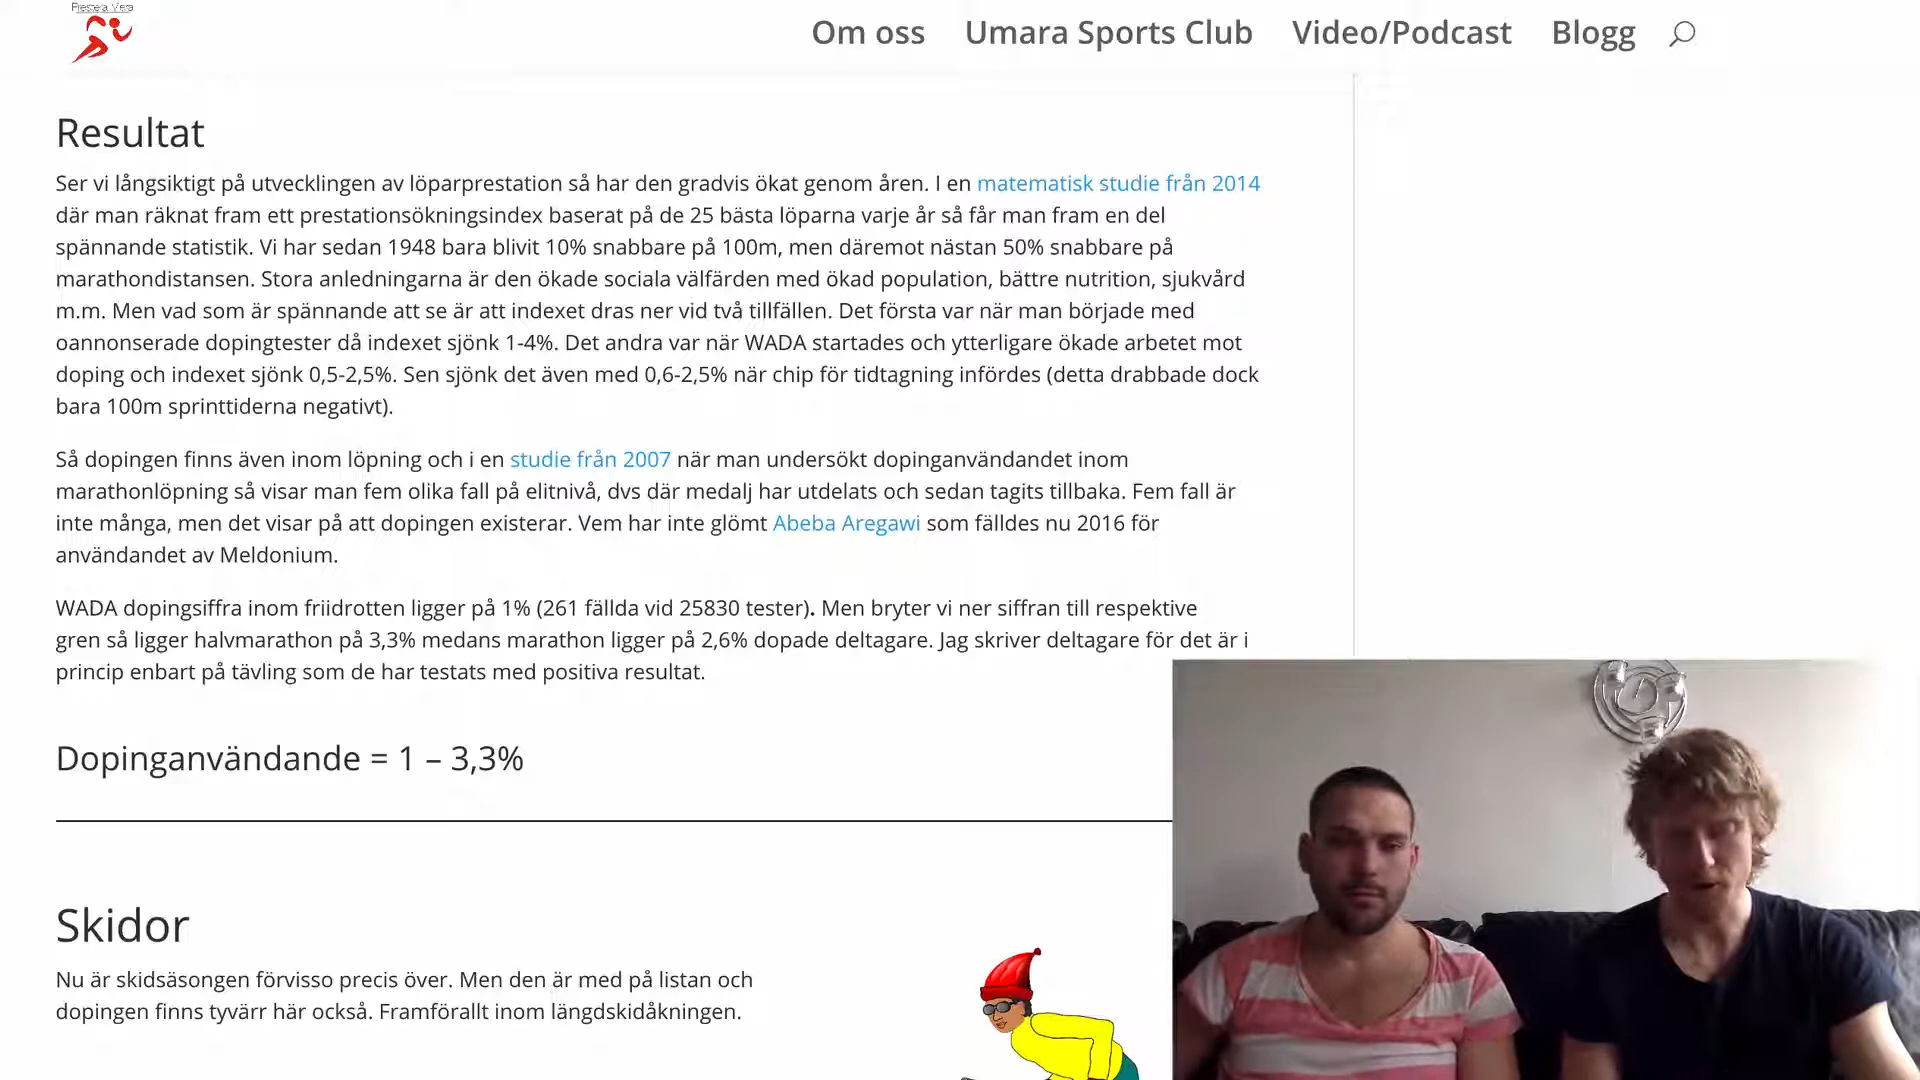 Prestera Mera
Om oss Umara Sports Club Video/Podcast Blogg
Resultat
Ser vi långsiktigt på utvecklingen av löparprestation så har den gradvis ökat genom åren. I en matematisk studie från 2014
där man räknat fram ett prestationsökningsindex baserat på de 25 bästa löparna varje år så får man fram en del
spännande statistik. Vi har sedan 1948 bara blivit 10% snabbare på 100m, men däremot nästan 50% snabbare på
marathondistansen. Stora anledningarna är den ökade sociala välfärden med ökad population, bättre nutrition, sjukvård
m.m. Men vad som är spännande att se är att indexet dras ner vid två tillfällen. Det första var när man började med
oannonserade dopingtester då indexet sjönk 1-4%. Det andra var när WADA startades och ytterligare ökade arbetet mot
doping och indexet sjönk 0,5-2,5%. Sen sjönk det även med 0,6-2,5% när chip för tidtagning infördes (detta drabbade dock
bara 100m sprinttiderna negativt).
Så dopingen finns även inom löpning och i en studie från 2007 när man undersökt dopinganvändandet inom
marathonlöpning så visar man fem olika fall på elitnivå, dvs där medalj har utdelats och sedan tagits tillbaka. Fem fall är
inte många, men det visar på att dopingen existerar. Vem har inte glömt Abeba Aregawi som fälldes nu 2016 för
användandet av Meldonium.
WADA dopingsiffra inom friidrotten ligger på 1% (261 fällda vid 25830 tester). Men bryter vi ner siffran till respektive
gren så ligger halvmarathon på 3,3% medans marathon ligger på 2,6% dopade deltagare. Jag skriver deltagare för det är i
princip enbart på tävling som de har testats med positiva resultat.
Dopinganvändande = 1 – 3,3%
Skidor
Nu är skidsäsongen förvisso precis över. Men den är med på listan och
dopingen finns tyvärr här också. Framförallt inom längdskidåkningen.